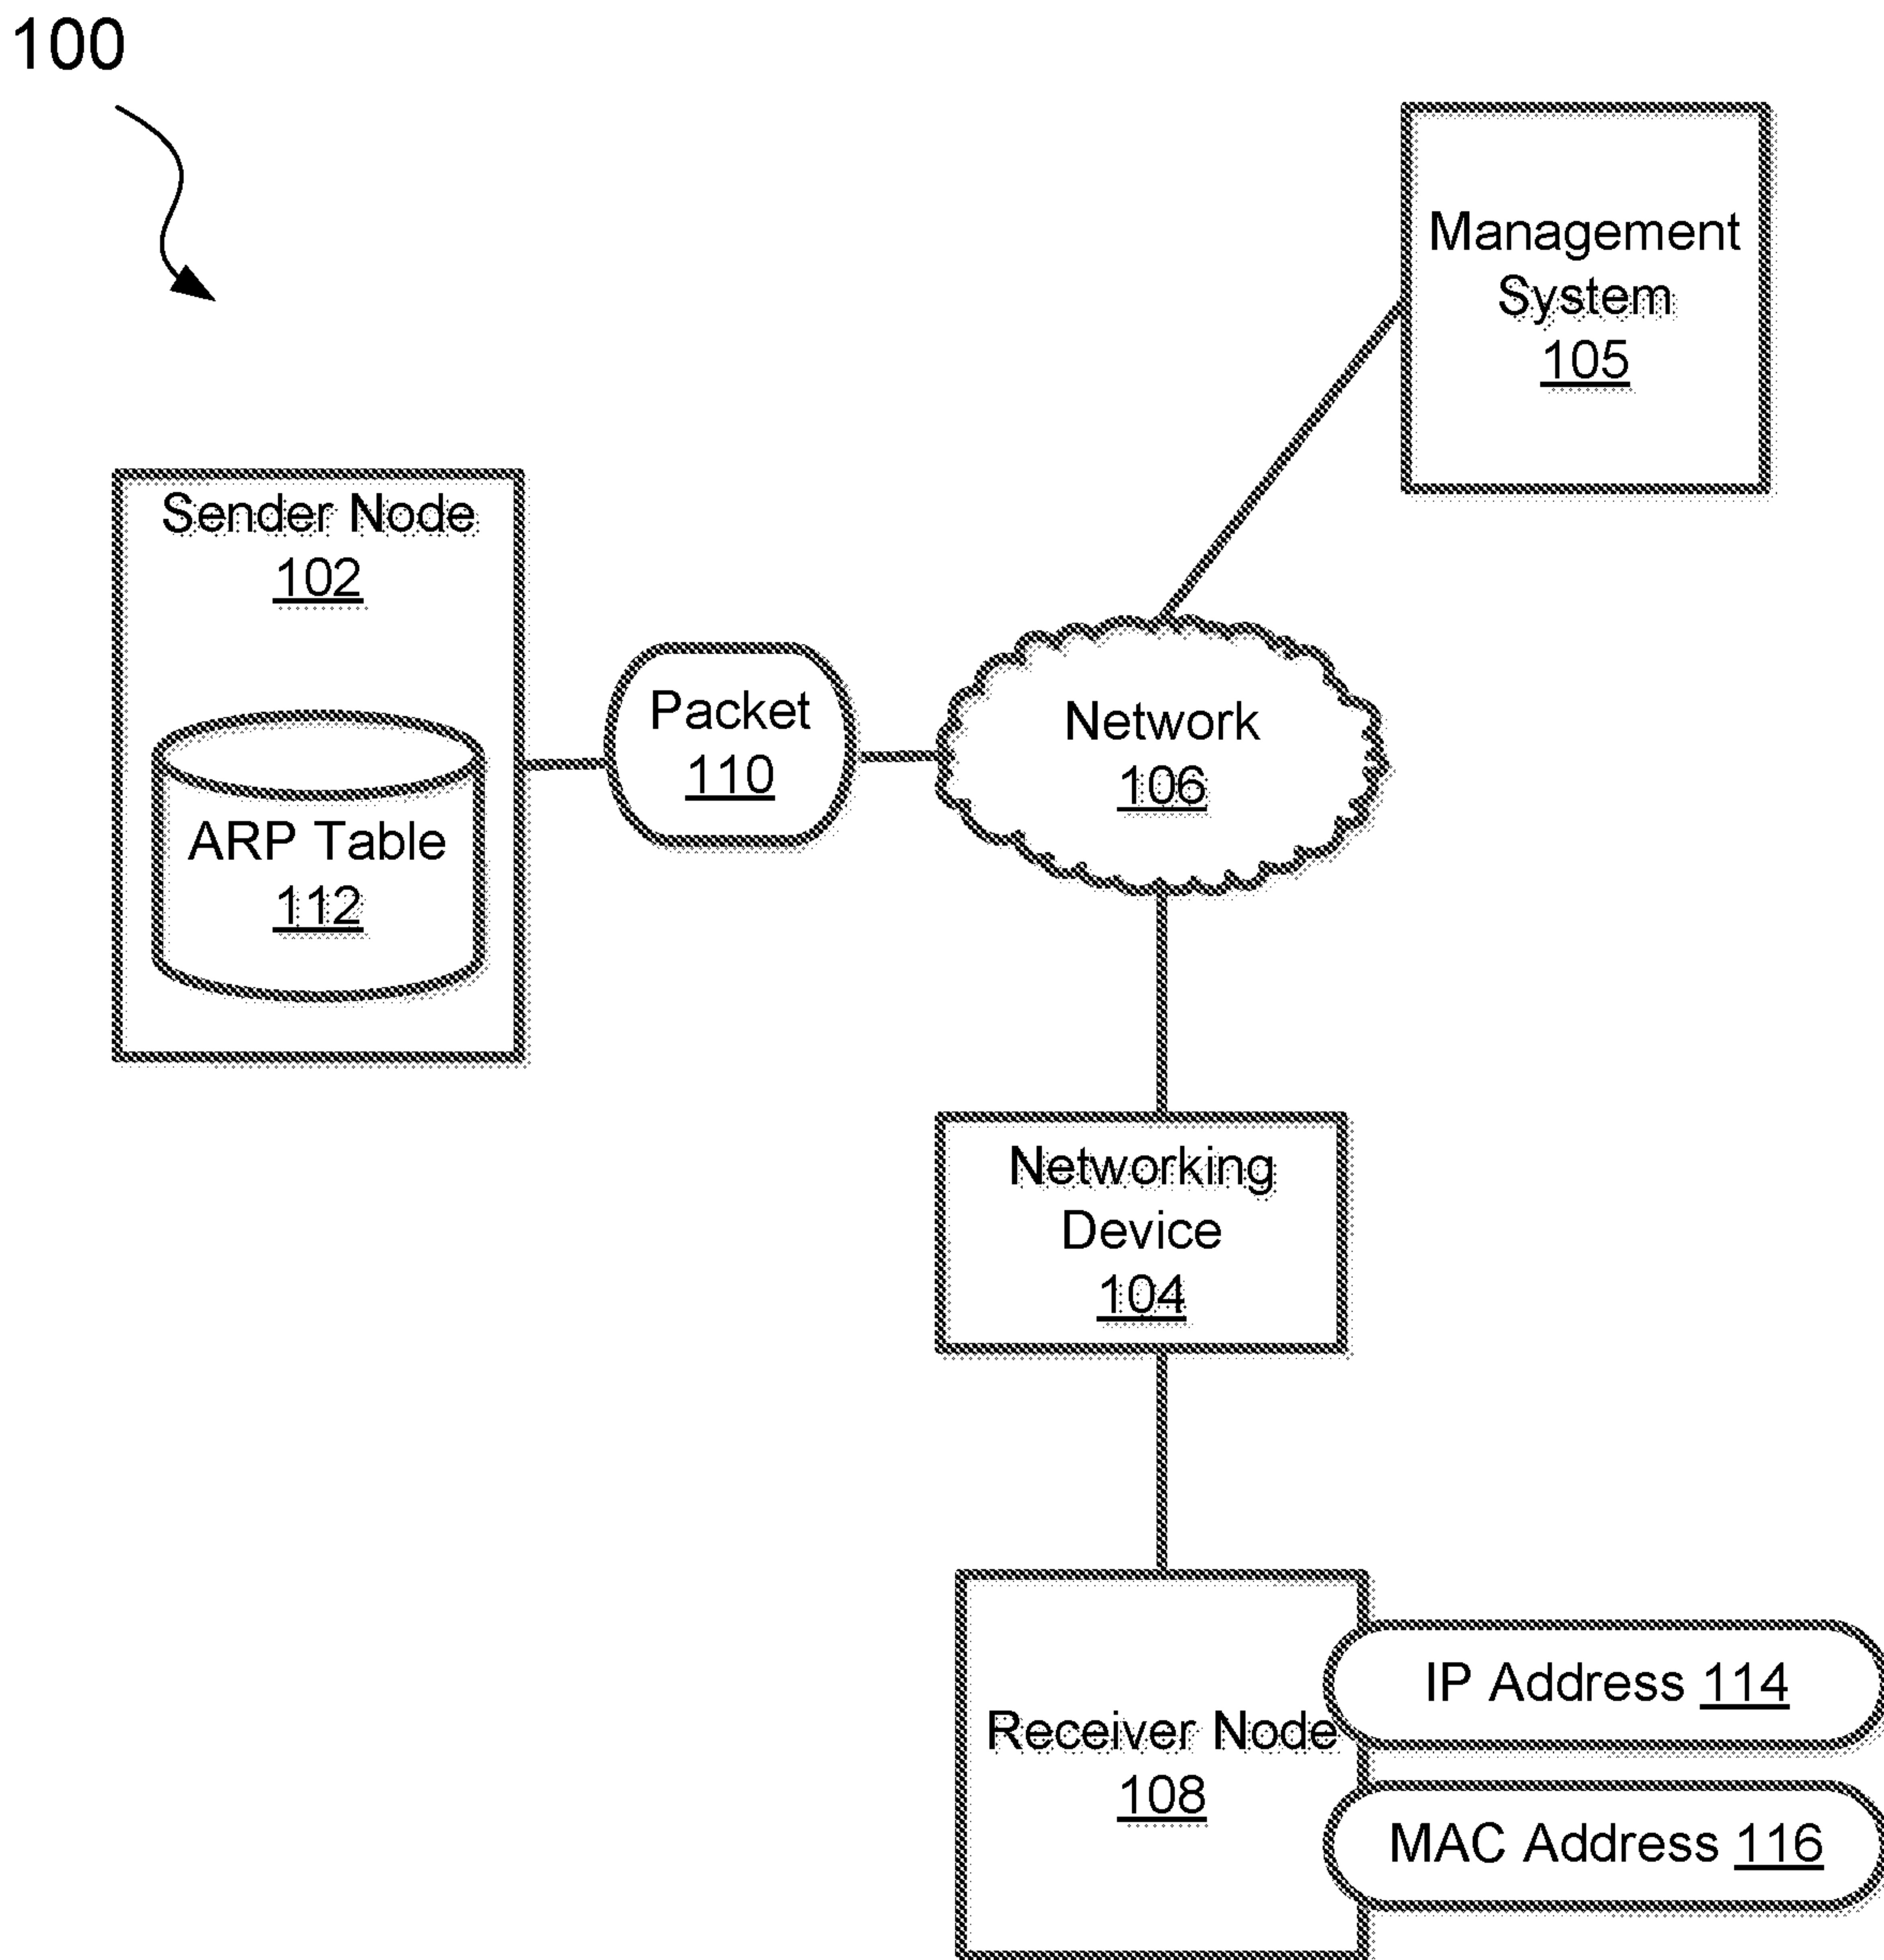 100
Management
System
105
Sender Node
102
Packet
110
Network
106
ARP Table
112
Networking
Device
104
IP Address 114
Receiver Node
108
MAC Address 116